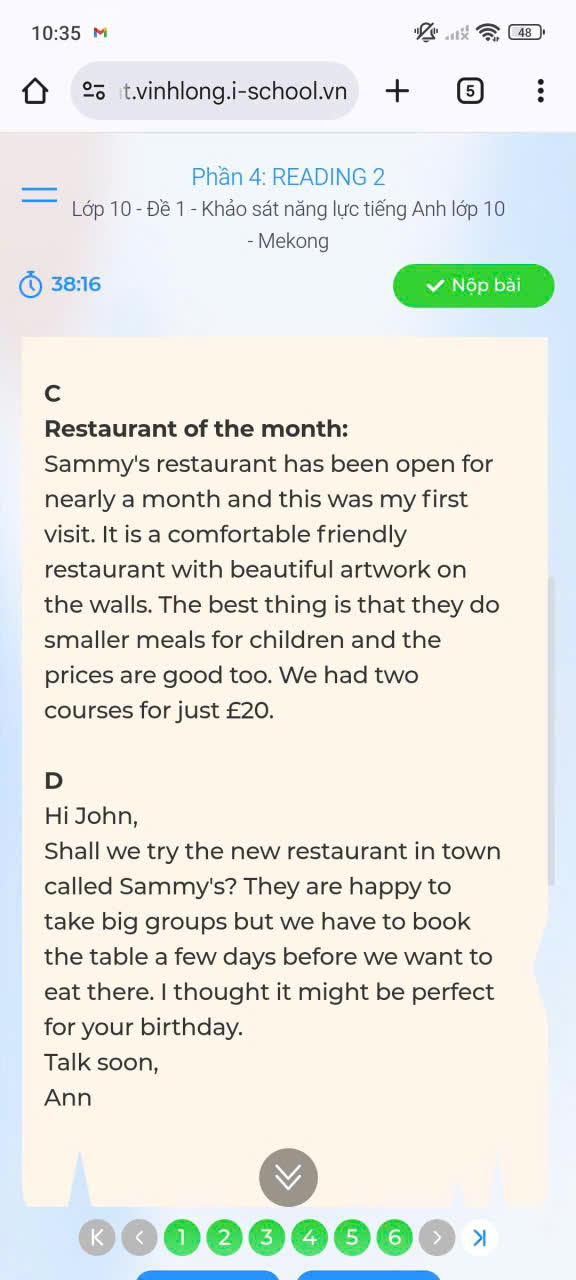 10:35
48
t.vinhlong.i-school.vn
5
Phần 4: READING 2
Lớp 10 - Đề 1 - Khảo sát năng lực tiếng Anh lớp 10
- Mekong
38:16
Nộp bài
C
Restaurant of the month:
Sammy's restaurant has been open for
nearly a month and this was my first
visit. It is a comfortable friendly
restaurant with beautiful artwork on
the walls. The best thing is that they do
smaller meals for children and the
prices are good too. We had two
courses for just £20.
D
Hi John,
Shall we try the new restaurant in town
called Sammy's? They are happy to
take big groups but we have to book
the table a few days before we want to
eat there. I thought it might be perfect
for your birthday.
Talk soon,
Ann
1 2 3 4 5 6